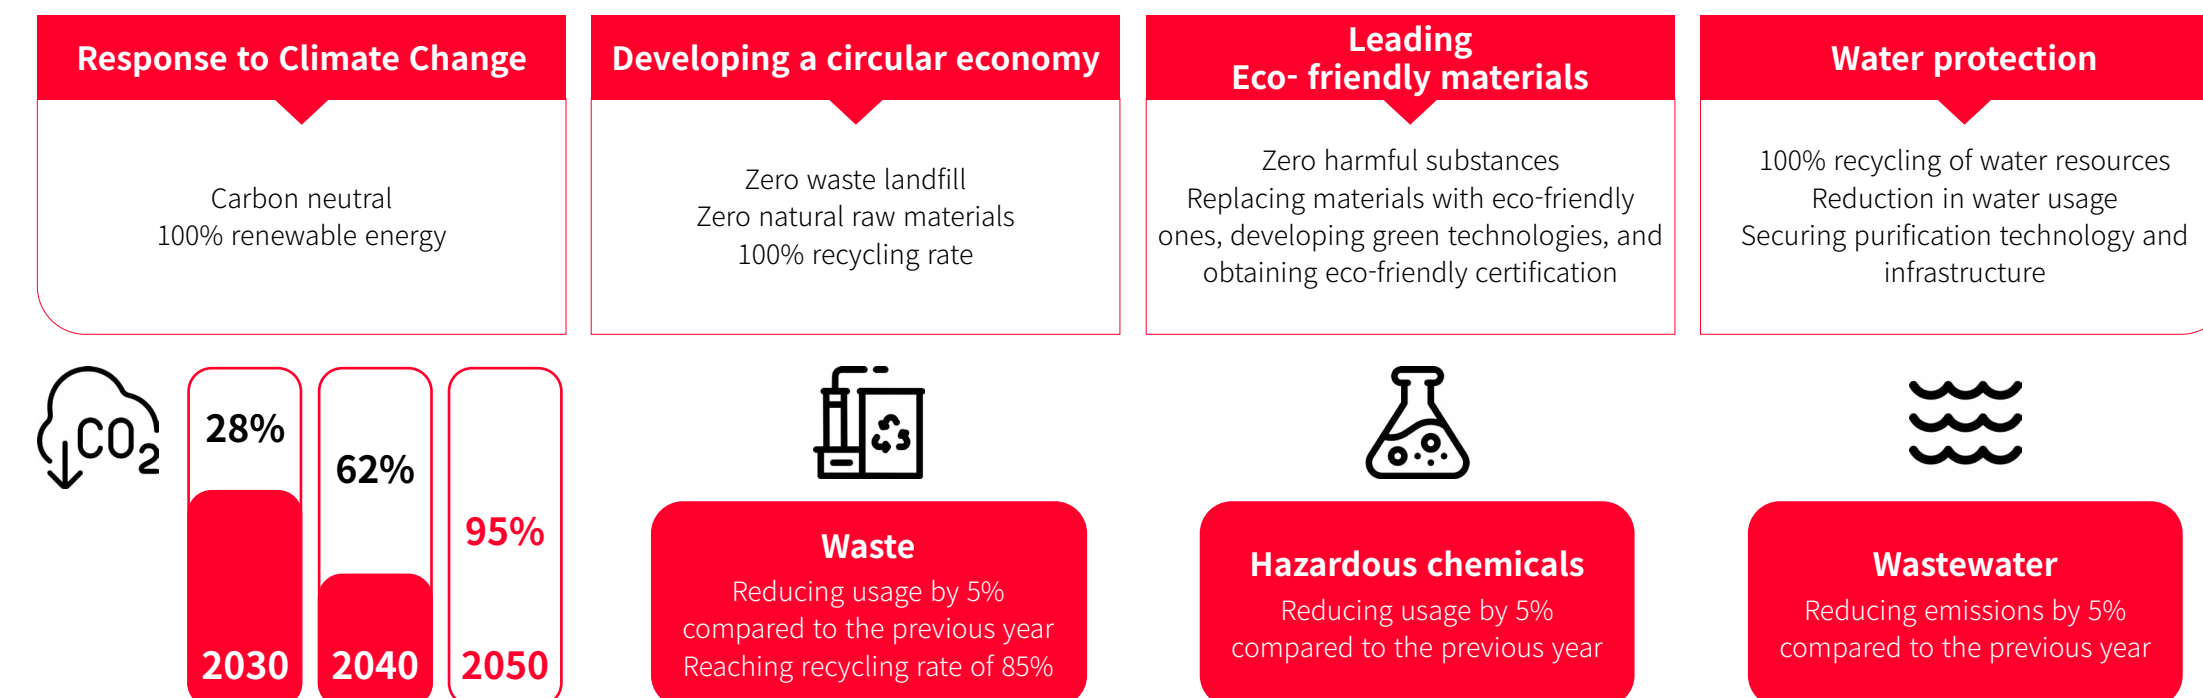 Response to Climate Change
Carbon neutral
100% renewable energy
Developing a circular economy
Zero waste landfill
Zero natural raw materials
100% recycling rate
Leading
Eco- friendly materials
Zero harmful substances
Replacing materials with eco-friendly
ones, developing green technologies, and
obtaining eco-friendly certification
Water protection
100% recycling of water resources
Reduction in water usage
Securing purification technology and
infrastructure
CO2
28%
2030
62%
2040
95%
2050
Waste
Reducing usage by 5%
compared to the previous year
Reaching recycling rate of 85%
Hazardous chemicals
Reducing usage by 5%
compared to the previous year
Wastewater
Reducing emissions by 5%
compared to the previous year